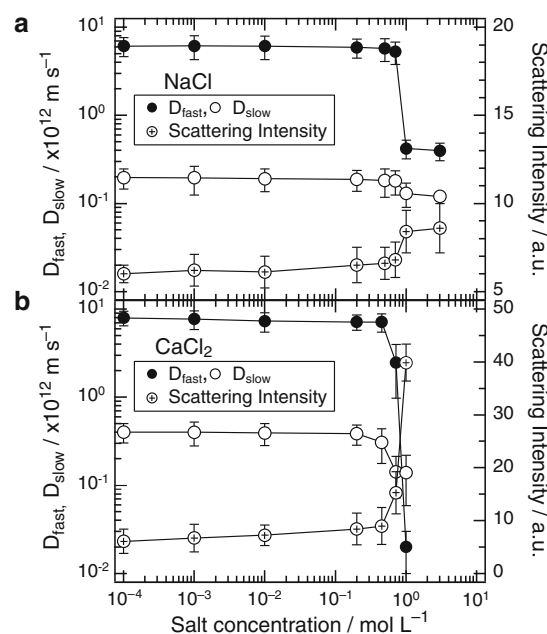 a
10¹
10⁰
10⁻¹
10⁻²
D_fast, D_slow / x10¹² m s⁻¹
NaCl
● D_fast, ○ D_slow
⊕ Scattering Intensity
20
15
10
5
Scattering Intensity / a.u.
b
10¹
10⁰
10⁻¹
10⁻²
D_fast, D_slow / x10¹² m s⁻¹
CaCl₂
● D_fast, ○ D_slow
⊕ Scattering Intensity
50
40
30
20
10
0
Scattering Intensity / a.u.
10⁻⁴ 10⁻³ 10⁻² 10⁻¹ 10⁰ 10¹
Salt concentration / mol L⁻¹